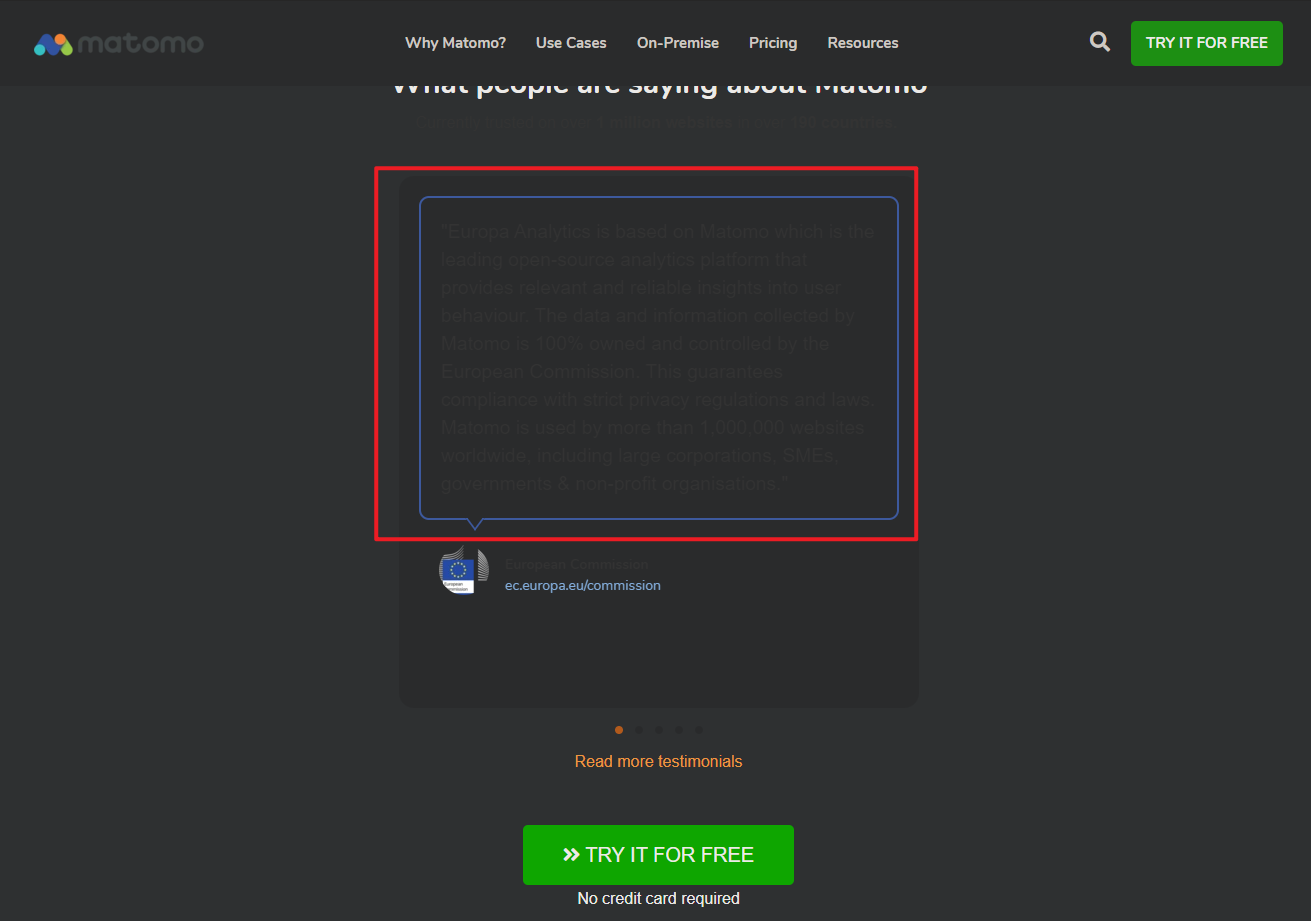 matomo
Why Matomo?
Use Cases
On-Premise
Pricing
Resources
TRY IT FOR FREE
What people are saying about Matomo
1 million websites 190 countries
"Europa Analytics is based on Matomo which is the
leading open-source analytics platform that
provides relevant and reliable insights into user
behaviour. The data and information collected by
Matomo is 100% owned and controlled by the
European Commission. This guarantees
compliance with strict privacy regulations and laws.
Matomo is used by more than 1,000,000 websites
worldwide, including large corporations, SMEs,
governments & non-profit organisations."
European Commission
ec.europa.eu/commission
Read more testimonials
TRY IT FOR FREE
No credit card required